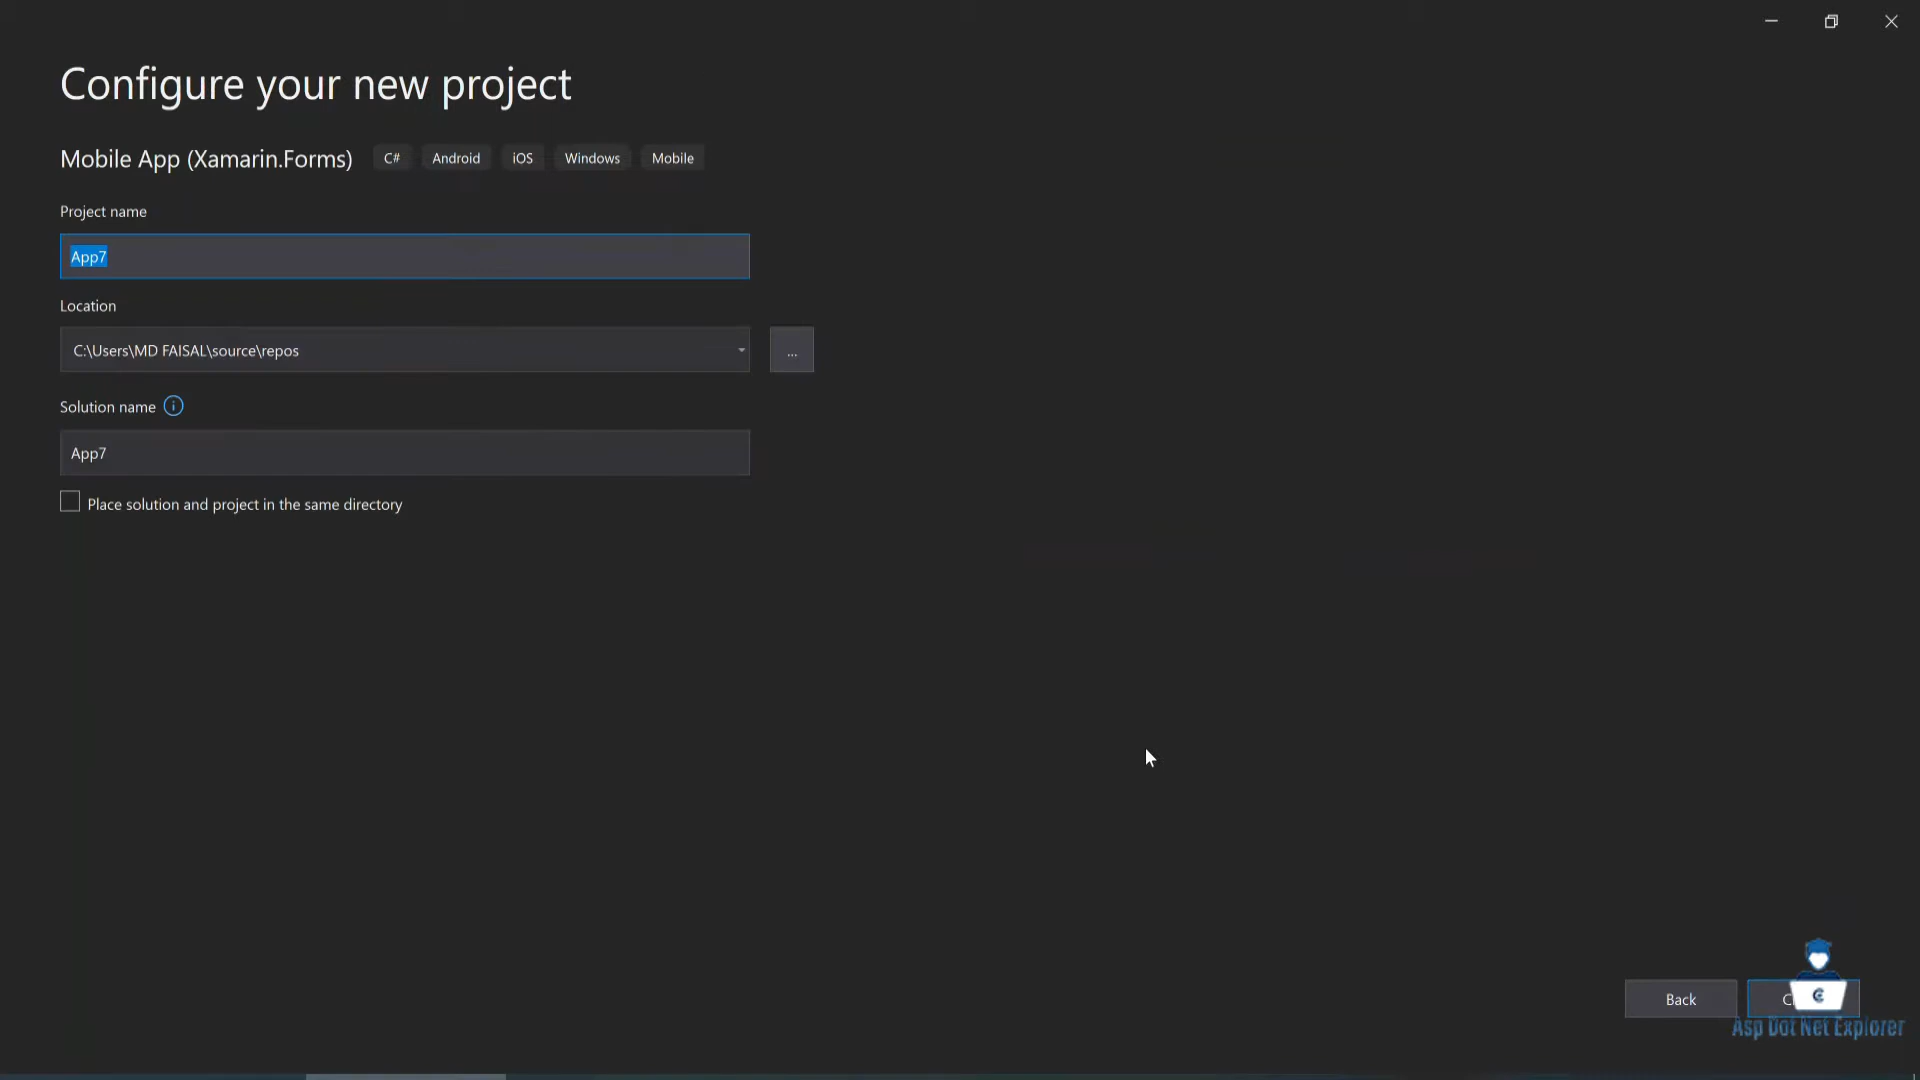 Configure your new project
Mobile App (Xamarin.Forms) C# Android iOS Windows Mobile
Project name
App7
Location
C:\Users\MD FAISAL\source\repos
...
Solution name
App7
Place solution and project in the same directory
Back
Asp Dot Net Explorer